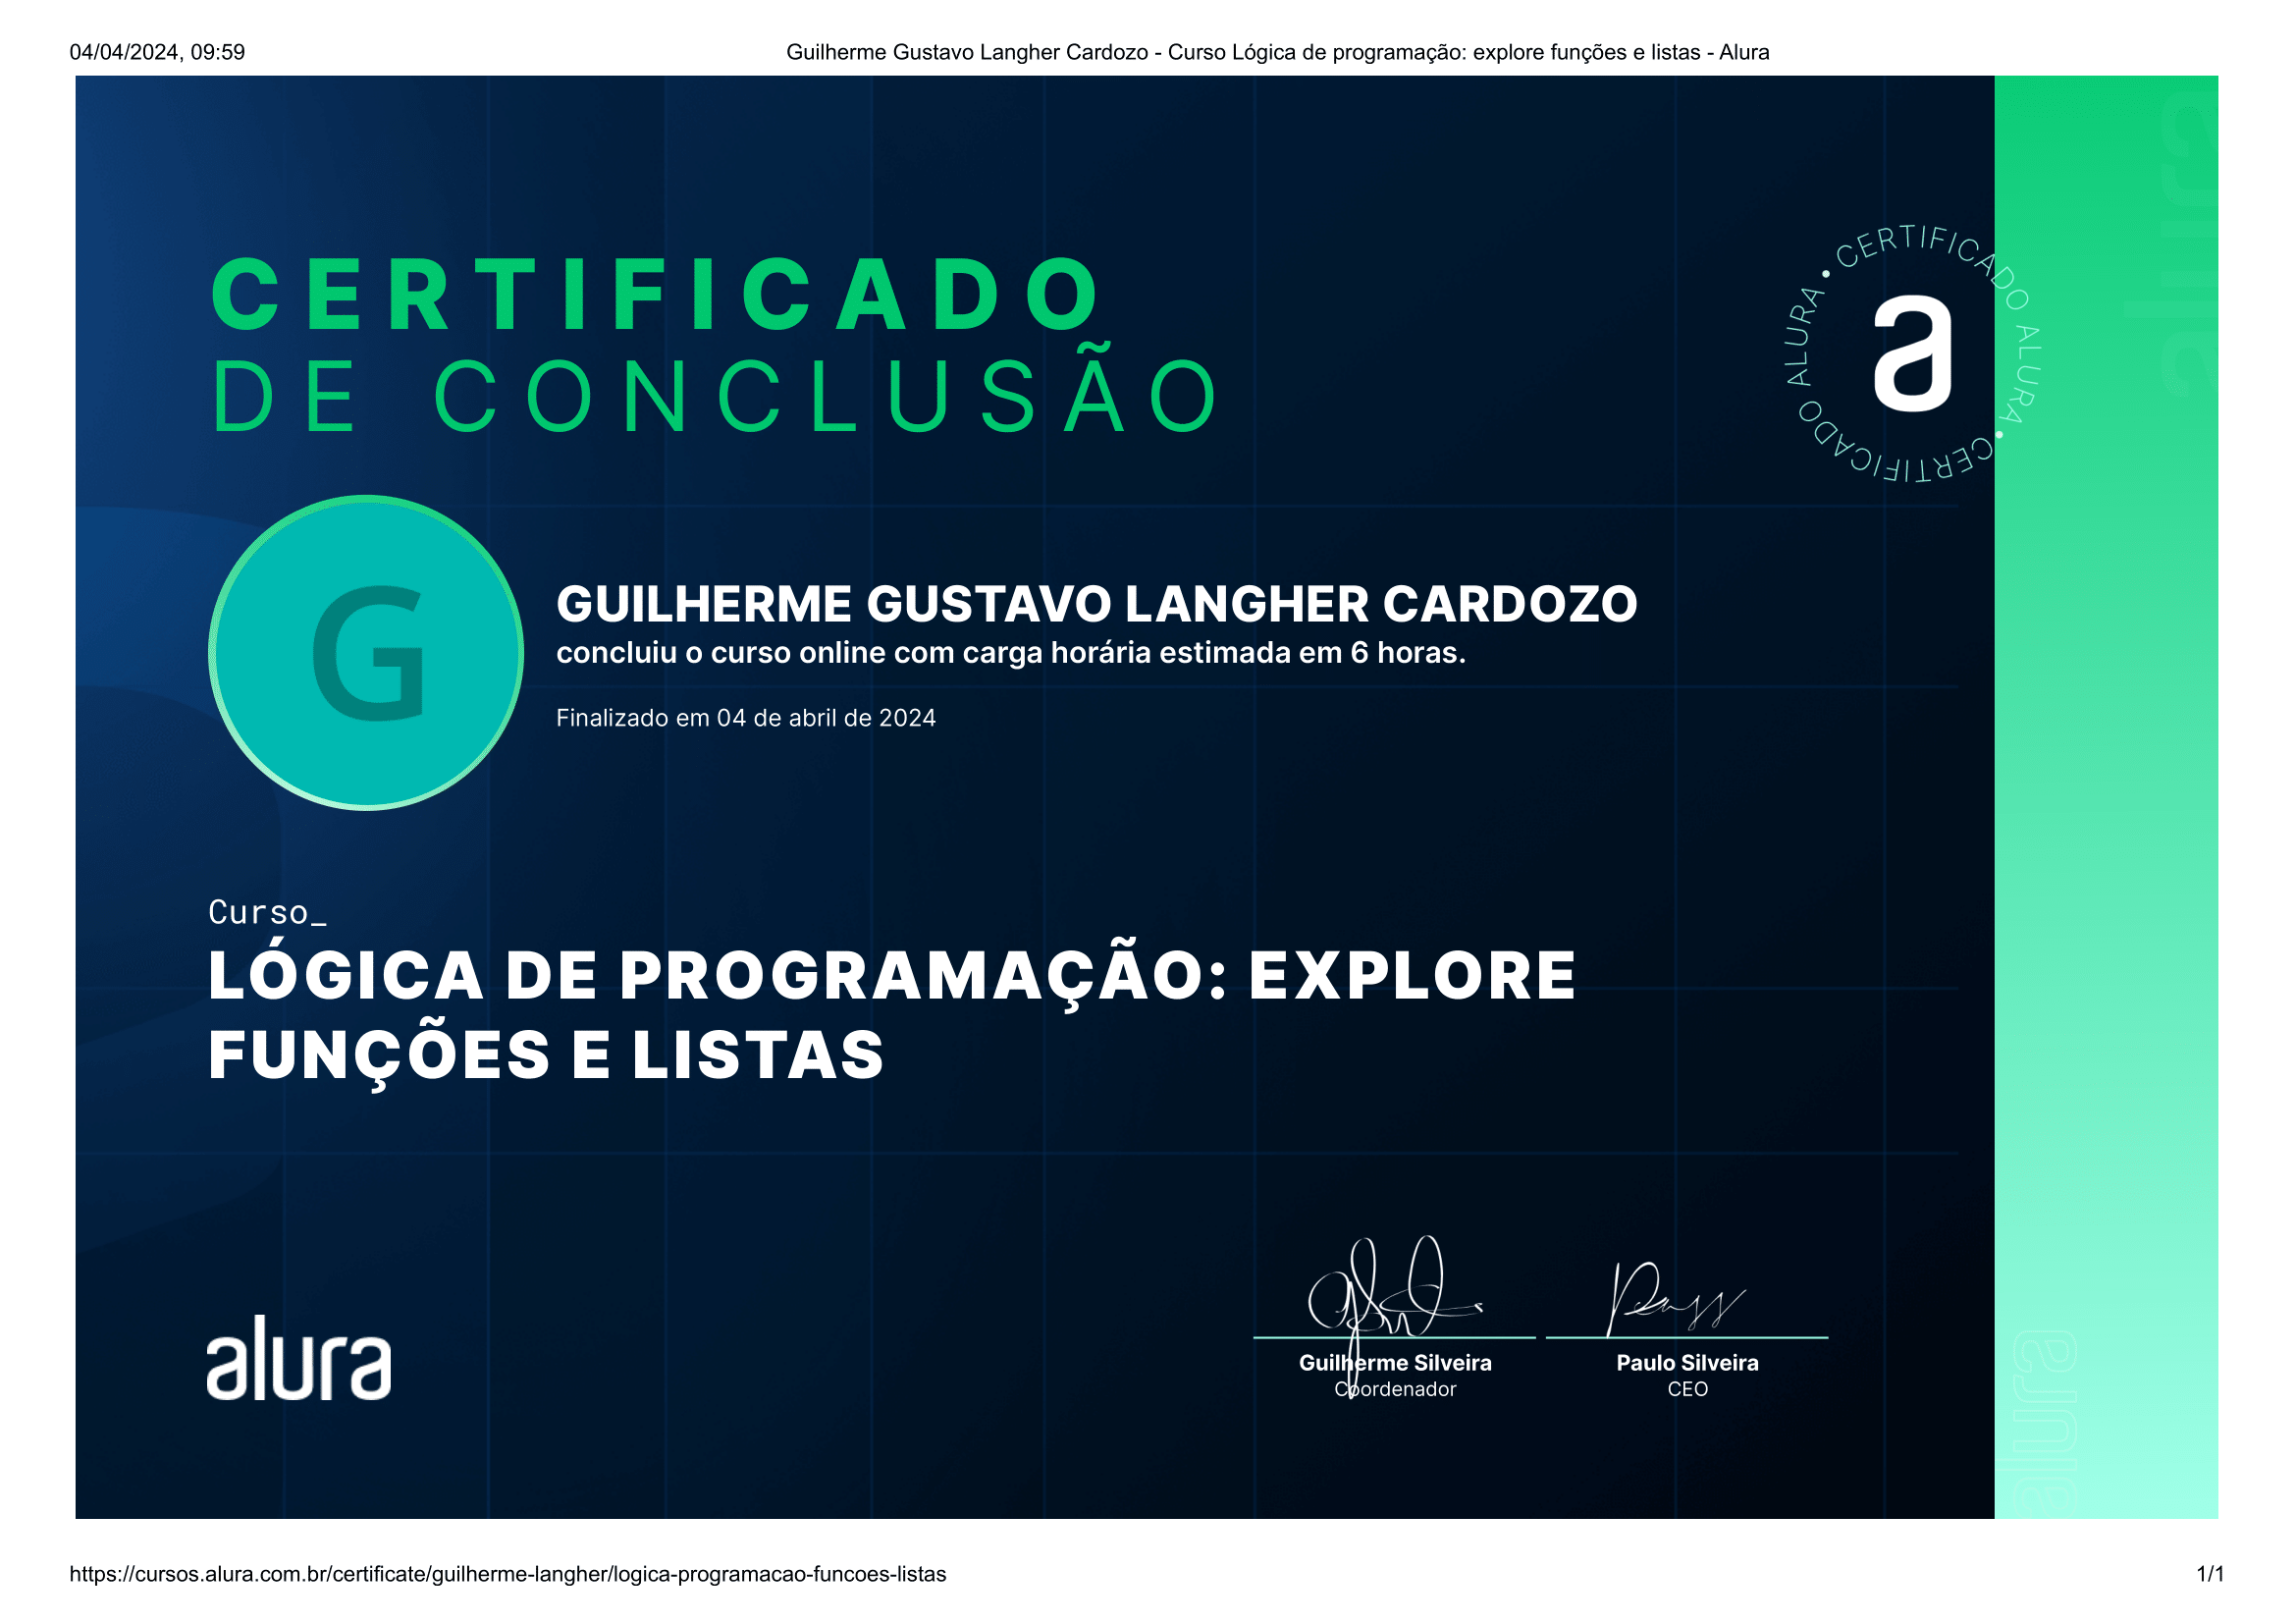 04/04/2024, 09:59
Guilherme Gustavo Langher Cardozo - Curso Lógica de programação: explore funções e listas - Alura
CERTIFICADO
DE CONCLUSÃO
• CERTIFICADO ALURA • CERTIFICADO ALURA
a
alura
G
GUILHERME GUSTAVO LANGHER CARDOZO
concluiu o curso online com carga horária estimada em 6 horas.
Finalizado em 04 de abril de 2024
Curso_
LÓGICA DE PROGRAMAÇÃO: EXPLORE
FUNÇÕES E LISTAS
alura
Guilherme Silveira
Coordenador
Paulo Silveira
CEO
alura
https://cursos.alura.com.br/certificate/guilherme-langher/logica-programacao-funcoes-listas
1/1